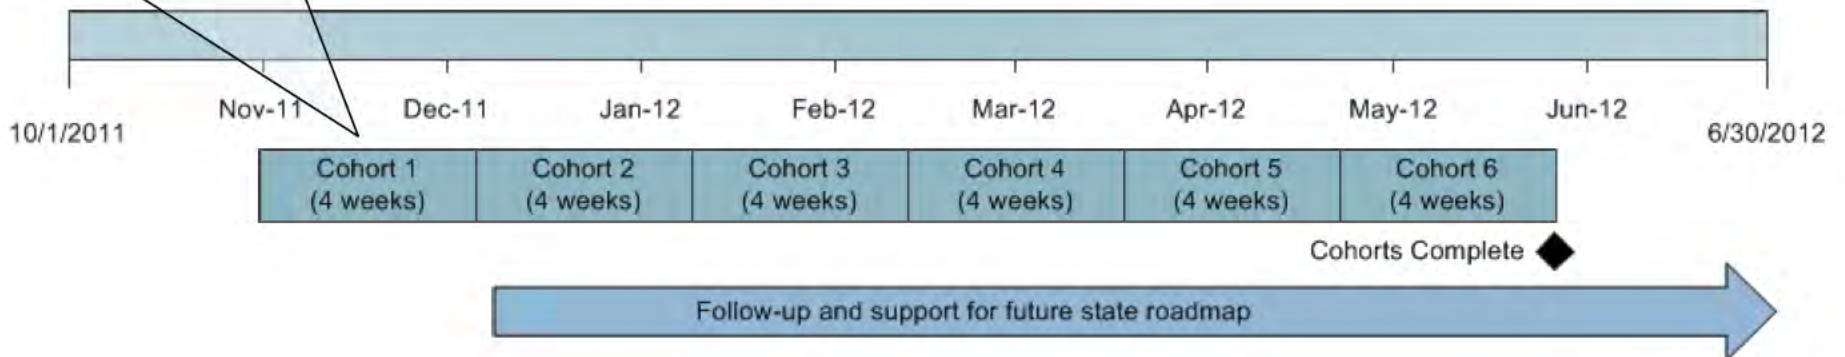 Nov-11
Dec-11
Jan-12
Feb-12
Mar-12
Apr-12
May-12
Jun-12
10/1/2011
6/30/2012
Cohort 1
(4 weeks)
Cohort 2
(4 weeks)
Cohort 3
(4 weeks)
Cohort 4
(4 weeks)
Cohort 5
(4 weeks)
Cohort 6
(4 weeks)
Cohorts Complete
Follow-up and support for future state roadmap